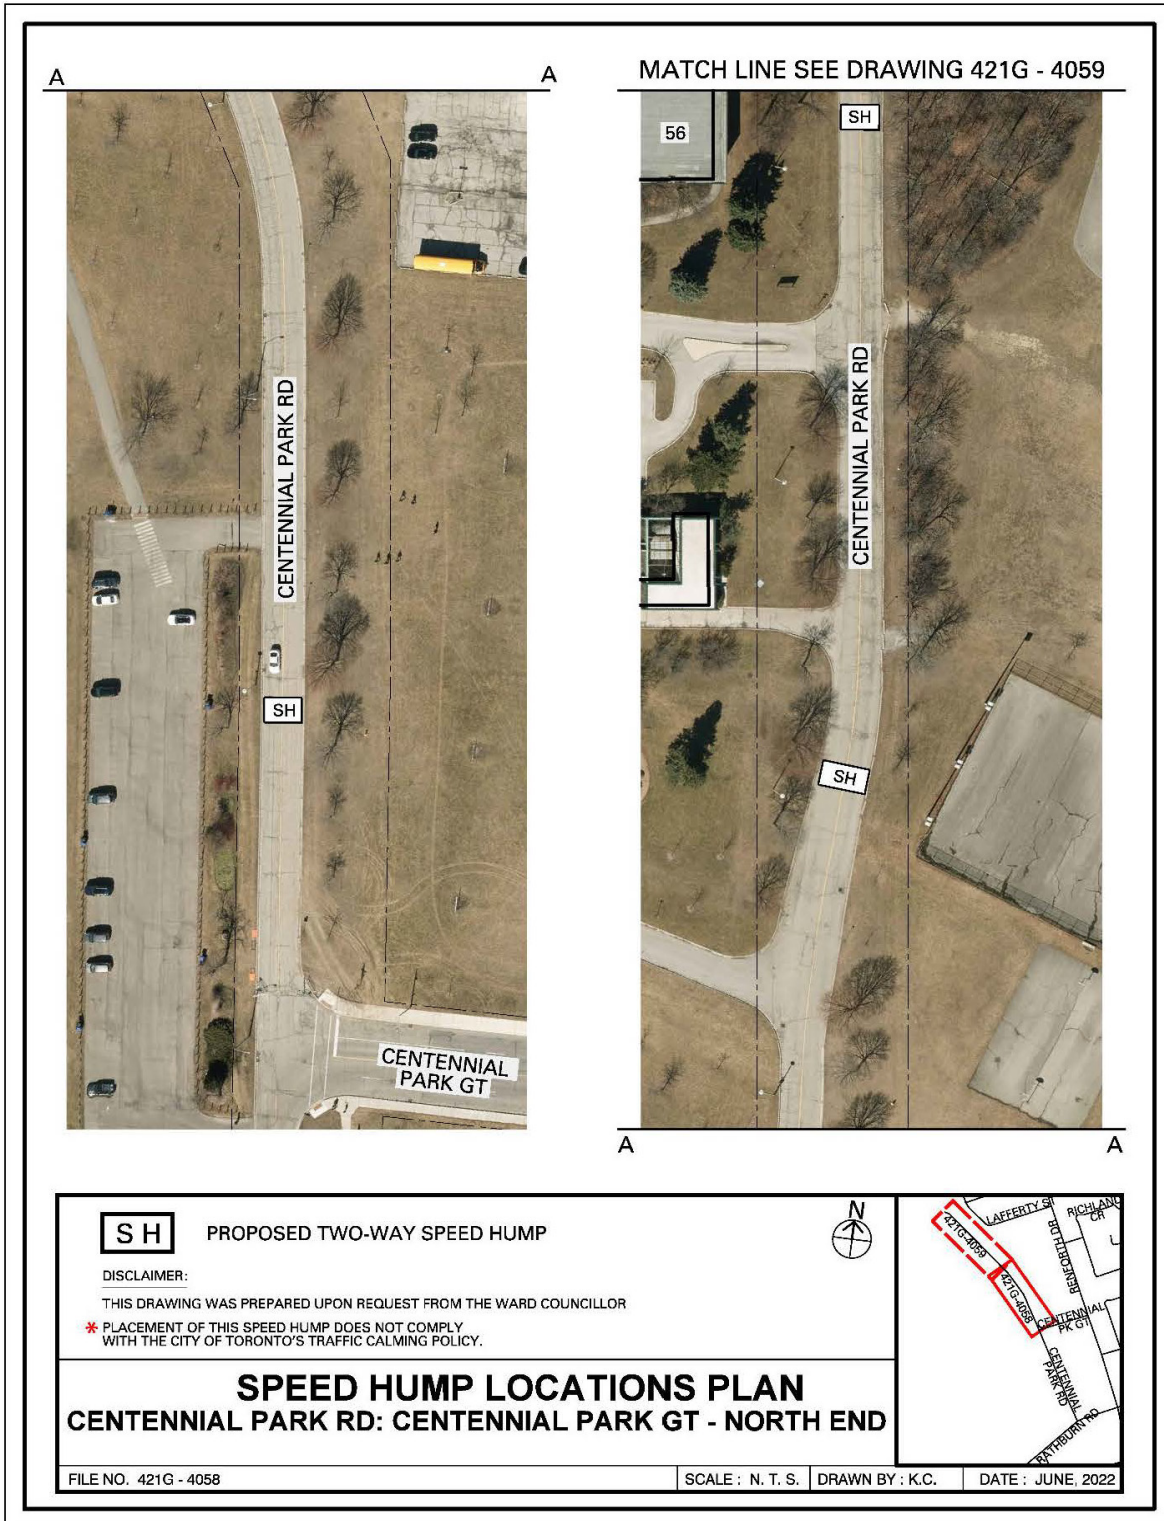 A
A
MATCH LINE SEE DRAWING 421G - 4059
56
SH
CENTENNIAL PARK RD
CENTENNIAL PARK RD
SH
SH
CENTENNIAL
PARK GT
A
A
SH
PROPOSED TWO-WAY SPEED HUMP
N
DISCLAIMER:
THIS DRAWING WAS PREPARED UPON REQUEST FROM THE WARD COUNCILLOR
* PLACEMENT OF THIS SPEED HUMP DOES NOT COMPLY
WITH THE CITY OF TORONTO'S TRAFFIC CALMING POLICY.
LAFFERTY ST
RICHLAND
CR
421G-4059
RENFORTH DR
421G-4058
CENTENNIAL
PK GT
CENTENNIAL
PARK RD
RATHBURN RD
SPEED HUMP LOCATIONS PLAN
CENTENNIAL PARK RD: CENTENNIAL PARK GT - NORTH END
FILE NO. 421G - 4058
SCALE : N. T. S.
DRAWN BY : K.C.
DATE : JUNE, 2022